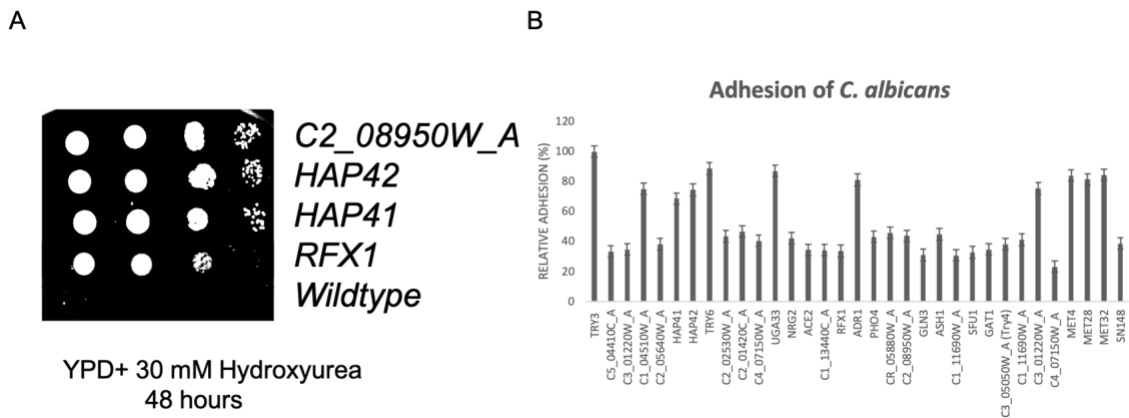 A
B
C2_08950W_A
HAP42
HAP41
RFX1
Wildtype
YPD+ 30 mM Hydroxyurea
48 hours
Adhesion of C. albicans
RELATIVE ADHESION (%)
120
100
80
60
40
20
0
TRY3
C5_04410C_A
C3_01220W_A
C1_04510W_A
C2_05640W_A
HAP41
HAP42
TRY6
C2_02530W_A
C2_01420C_A
C4_07150W_A
UGA33
NRG2
ACE2
C1_13440C_A
RFX1
ADR1
PHO4
CR_05880W_A
C2_08950W_A
GLN3
ASH1
C1_11690W_A
SFU1
GAT1
C3_05050W_A (Try4)
C1_11690W_A
C3_01220W_A
C4_07150W_A
MET4
MET28
MET32
SN148